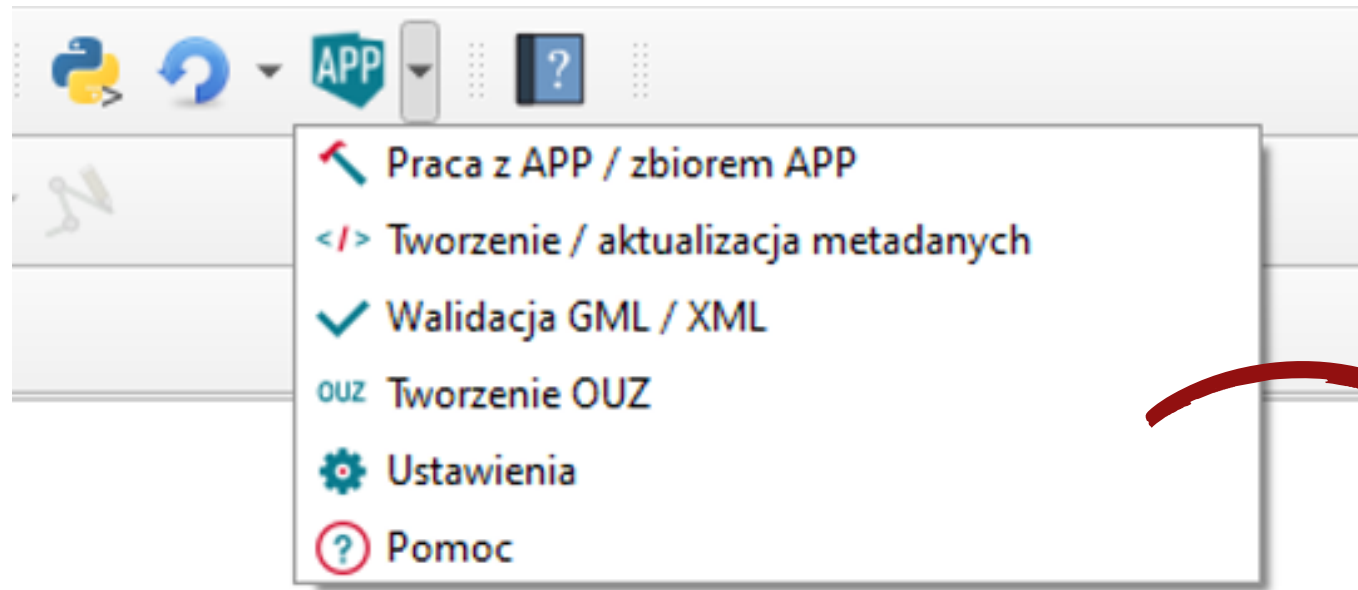 APP
?
Praca z APP / zbiorem APP
</> Tworzenie / aktualizacja metadanych
Walidacja GML / XML
OUZ Tworzenie OUZ
Ustawienia
? Pomoc